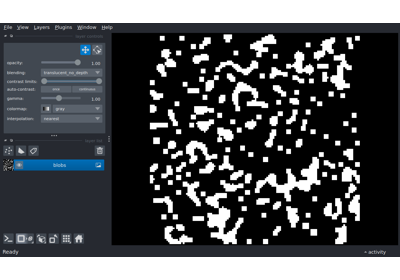 File View Layers Plugins Window Help
opacity: 1.00
blending: translucent_no_depth
contrast limits:
auto-contrast: once continuous
gamma: 1.00
colormap: gray
interpolation: nearest
blobs
Ready
activity